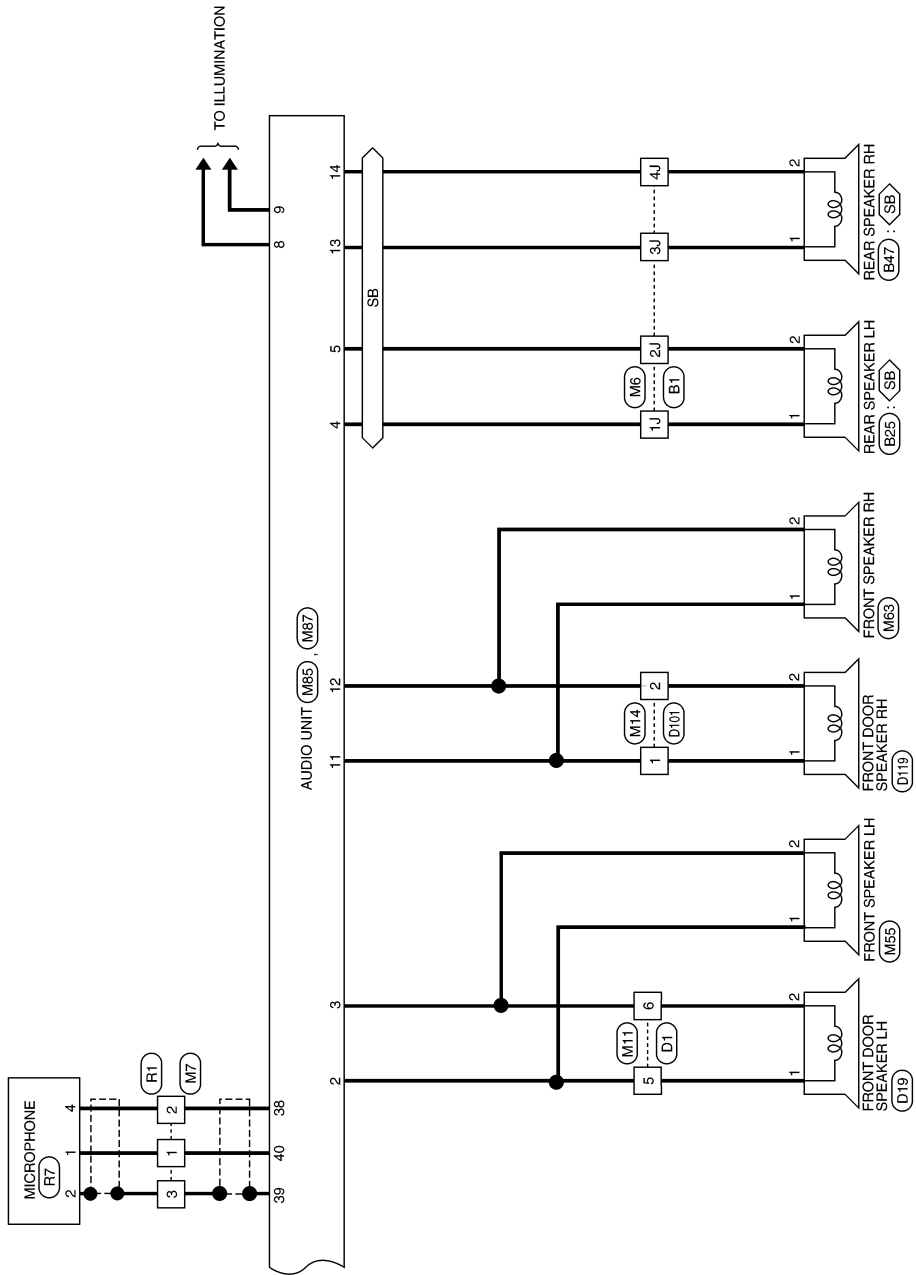 TO ILLUMINATION
8
9
MICROPHONE
R7
2
1
4
3
1
2
R1
M7
39
40
38
AUDIO UNIT M85 , M87
2
3
11
12
4
5
13
14
SB
5
6
M11
D1
1
2
M14
D101
1J
2J
3J
4J
M6
B1
1
2
FRONT DOOR
SPEAKER LH
D19
1
2
FRONT SPEAKER LH
M55
1
2
FRONT DOOR
SPEAKER RH
D119
1
2
FRONT SPEAKER RH
M63
1
2
REAR SPEAKER LH
B25 : SB
1
2
REAR SPEAKER RH
B47 : SB